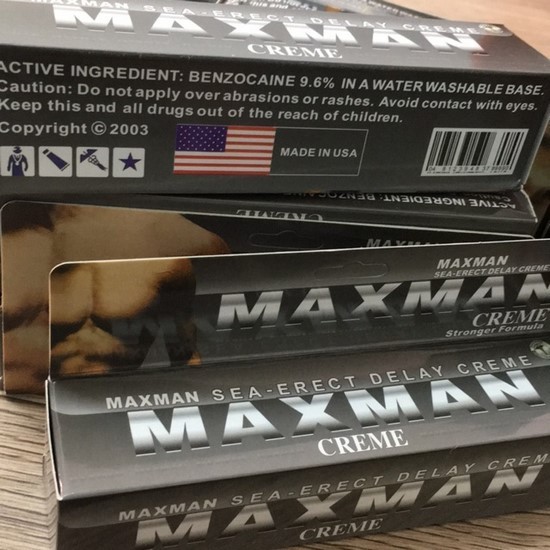 MAXMAN SEA-ERECT DELAY CREME
MAXMAN
CREME
ACTIVE INGREDIENT: BENZOCAINE 9.6% IN A WATER WASHABLE BASE.
Caution: Do not apply over abrasions or rashes. Avoid contact with eyes.
Keep this and all drugs out of the reach of children.
Copyright © 2003
MADE IN USA
CREME
ACTIVE INGREDIENT: BENZOCAINE
MAXMAN
MAXMAN
SEA-ERECT DELAY CREME
MAXMAN
CREME
Stronger Formula
MAXMAN SEA-ERECT DELAY CREME
MAXMAN
CREME
MAXMAN SEA-ERECT DELAY CREME
MAXMAN
CREME